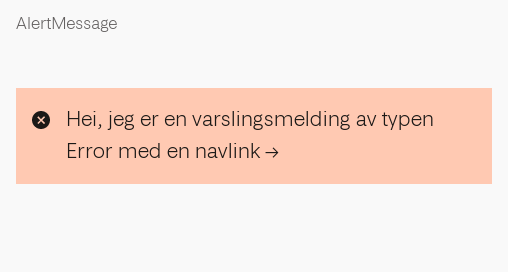 AlertMessage
Hei, jeg er en varslingsmelding av typen
Error med en navlink →